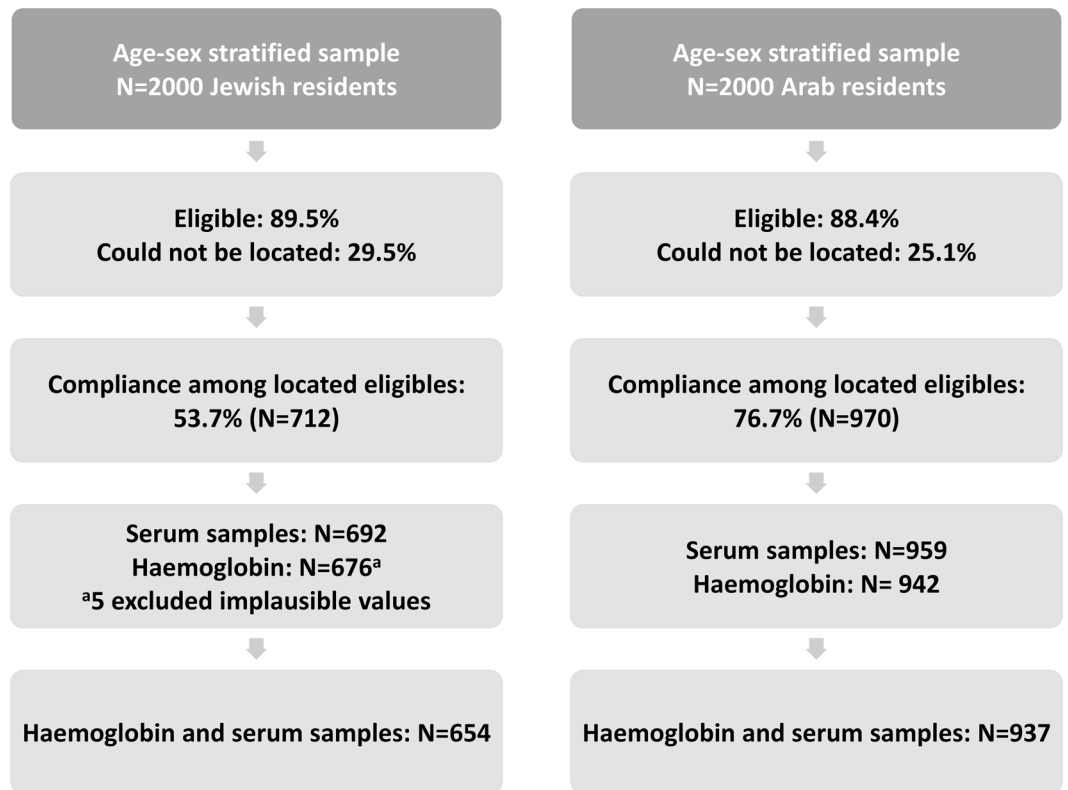 Age-sex stratified sample
N=2000 Jewish residents
Eligible: 89.5%
Could not be located: 29.5%
Compliance among located eligibles:
53.7% (N=712)
Serum samples: N=692
Haemoglobin: N=676ᵃ
ᵃ5 excluded implausible values
Haemoglobin and serum samples: N=654
Age-sex stratified sample
N=2000 Arab residents
Eligible: 88.4%
Could not be located: 25.1%
Compliance among located eligibles:
76.7% (N=970)
Serum samples: N=959
Haemoglobin: N= 942
Haemoglobin and serum samples: N=937